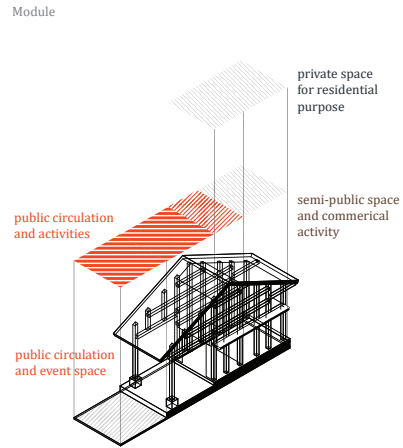 Module
private space
for residential
purpose
public circulation
and activities
semi-public space
and commerical
activity
public circulation
and event space